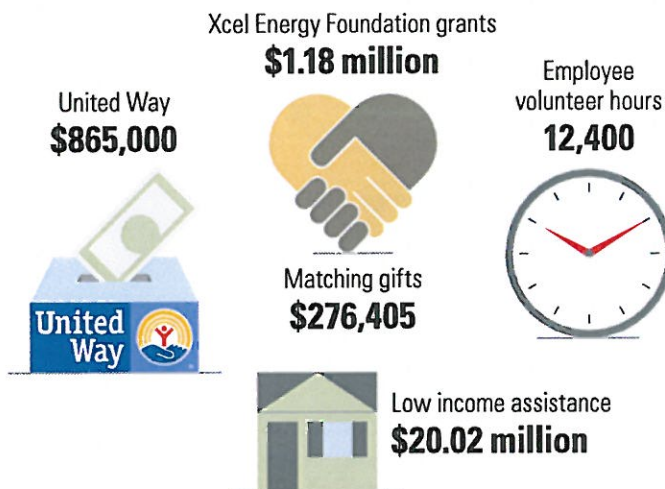 Xcel Energy Foundation grants
$1.18 million
United Way
$865,000
Employee
volunteer hours
12,400
United
Way
Matching gifts
$276,405
Low income assistance
$20.02 million